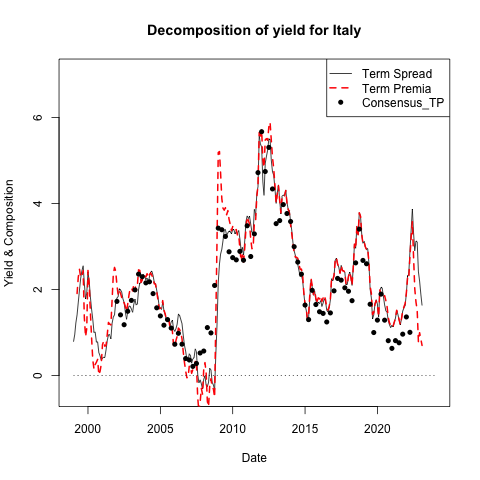 Decomposition of yield for Italy
Term Spread
Term Premia
Consensus_TP
Yield & Composition
6
4
2
0
2000
2005
2010
2015
2020
Date